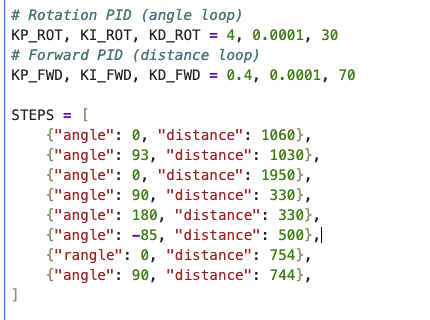 # Rotation PID (angle loop)
KP_ROT, KI_ROT, KD_ROT = 4, 0.0001, 30
# Forward PID (distance loop)
KP_FWD, KI_FWD, KD_FWD = 0.4, 0.0001, 70
STEPS = [
{"angle": 0, "distance": 1060},
{"angle": 93, "distance": 1030},
{"angle": 0, "distance": 1950},
{"angle": 90, "distance": 330},
{"angle": 180, "distance": 330},
{"angle": -85, "distance": 500},
{"rangle": 0, "distance": 754},
{"angle": 90, "distance": 744},
]